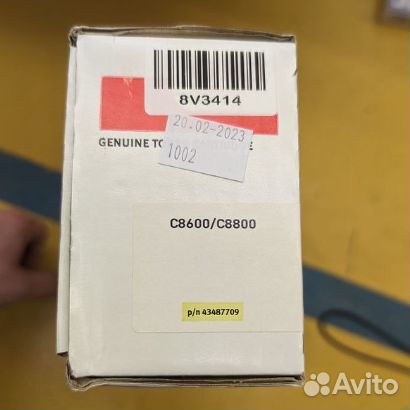 8V3414
20.02-2023
1002
GENUINE TO
C8600/C8800
p/n 43487709
Avito